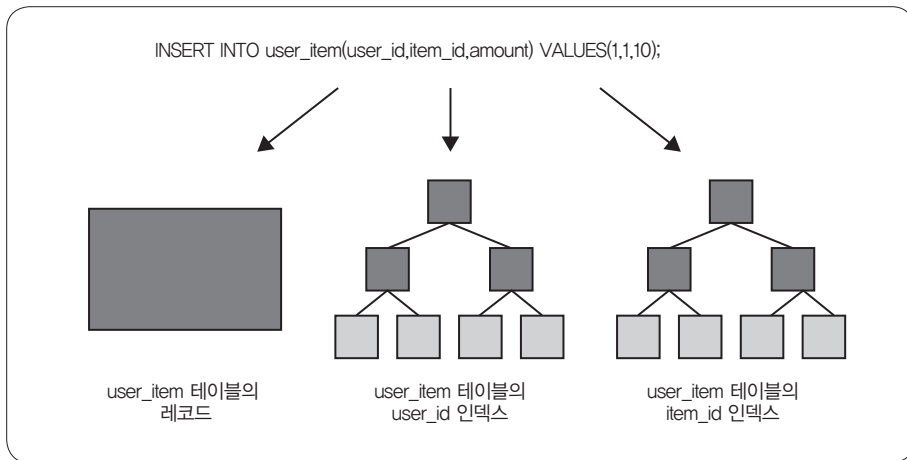 INSERT INTO user_item(user_id,item_id,amount) VALUES(1,1,10);
user_item 테이블의
레코드
user_item 테이블의
user_id 인덱스
user_item 테이블의
item_id 인덱스